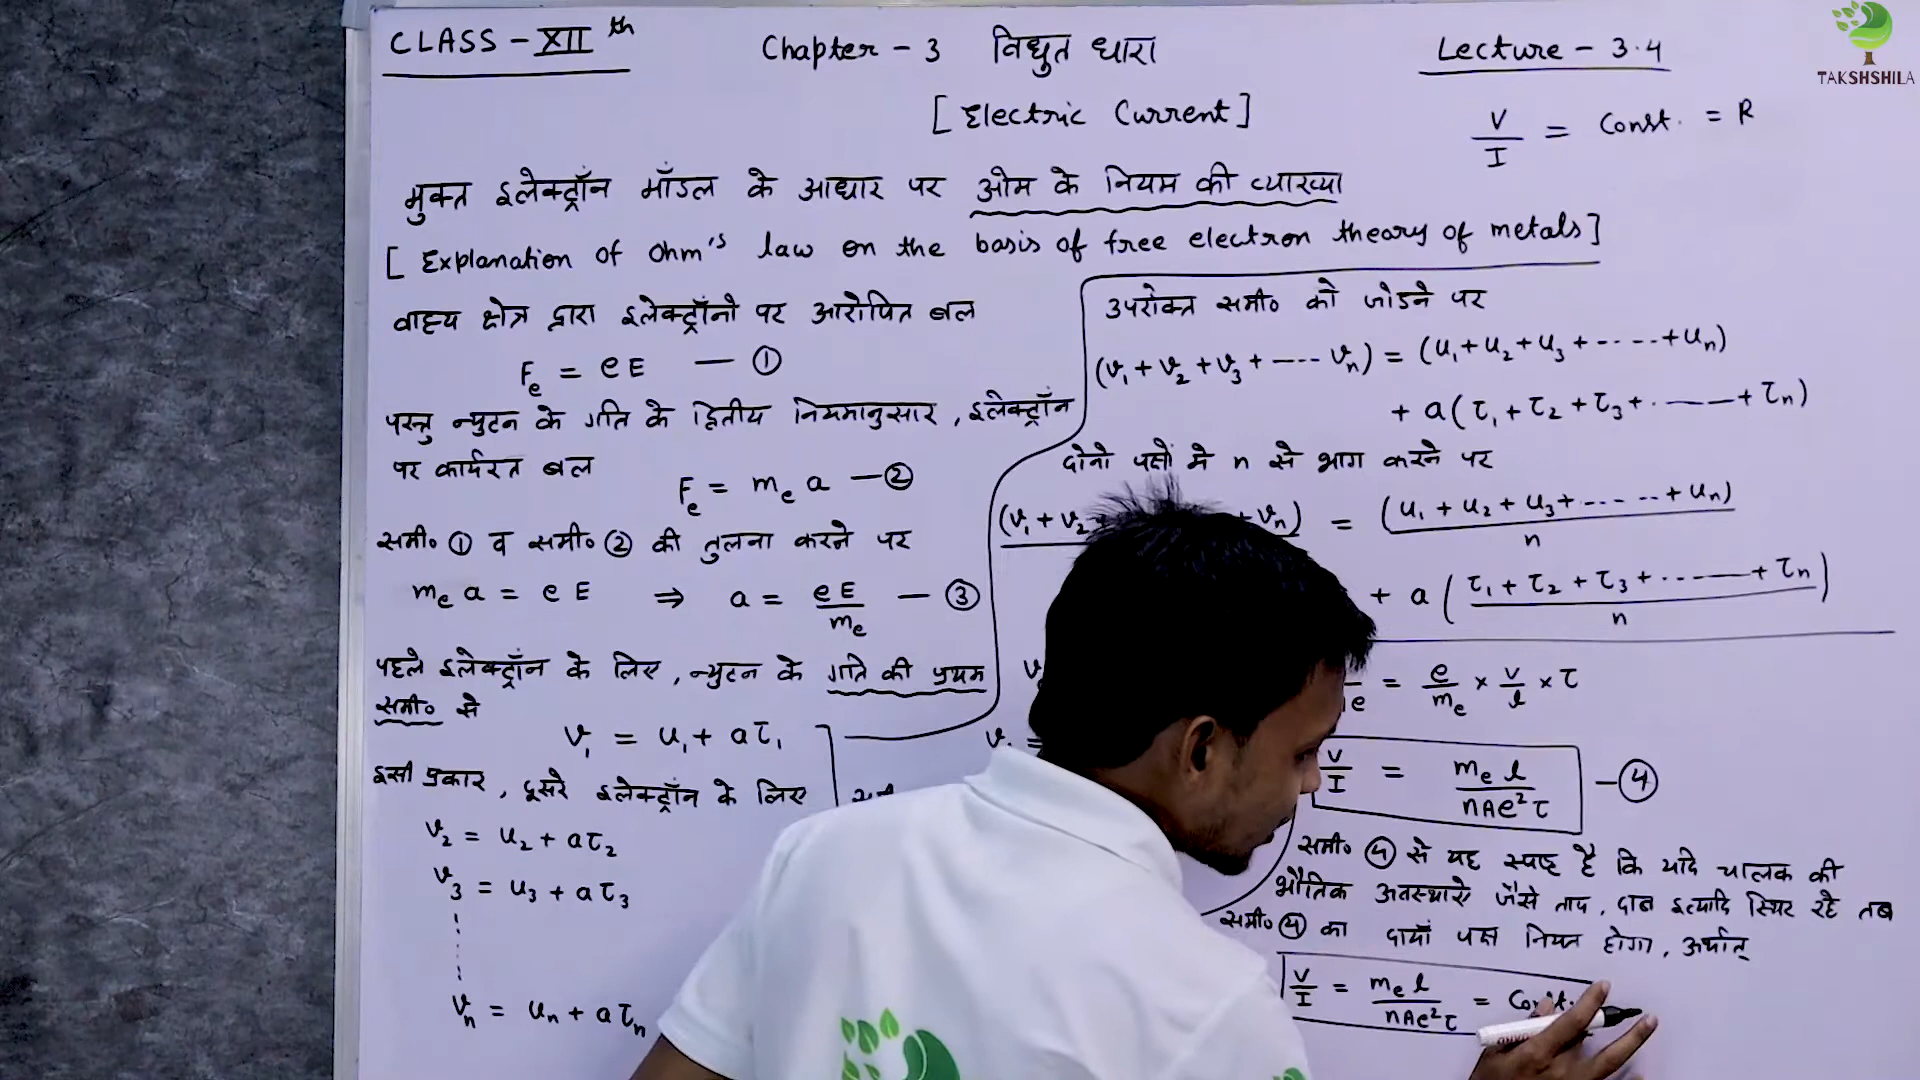 CLASS - XII th
Chapter - 3 विद्युत धारा
Lecture - 3.4
TAKSHSHILA
[ Electric Current ]
V/I = Const. = R
मुक्त इलेक्ट्रॉन मॉडल के आधार पर ओम के नियम की व्याख्या
[ Explanation of Ohm's law on the basis of free electron theory of metals ]
वाह्य क्षेत्र द्वारा इलेक्ट्रॉनो पर आरोपित बल
Fe = eE — ①
परन्तु न्युटन के गति के द्वितीय नियमानुसार, इलेक्ट्रॉन
पर कार्यरत बल
Fe = me a — ②
समी० ① व समी० ② की तुलना करने पर
me a = eE ⇒ a = eE/me — ③
पहले इलेक्ट्रॉन के लिए, न्युटन के गति की प्रथम
समी० से
v₁ = u₁ + aτ₁
इसी प्रकार, दूसरे इलेक्ट्रॉन के लिए
v₂ = u₂ + aτ₂
v₃ = u₃ + aτ₃
vn = un + aτn
उपरोक्त समी० को जोडने पर
(v₁ + v₂ + v₃ + ---- vn) = (u₁ + u₂ + u₃ + ----- + un)
+ a(τ₁ + τ₂ + τ₃ + ------ + τn)
दोनो पक्षों मे n से भाग करने पर
(v₁ + v₂ + vn) = (u₁ + u₂ + u₃ + ------ + un)/n
+ a((τ₁ + τ₂ + τ₃ + ------ + τn)/n)
= e/me × V/l × τ
V/I = me l/nAe²τ — ④
समी० ④ से यह स्पष्ट है कि यदि चालक की
भौतिक अवस्थाऐ जैसे ताप, दाब इत्यादि स्थिर रहे तब
समी० ④ का दायाँ पक्ष नियत होगा, अर्थात्
V/I = me l/nAe²τ = Const.